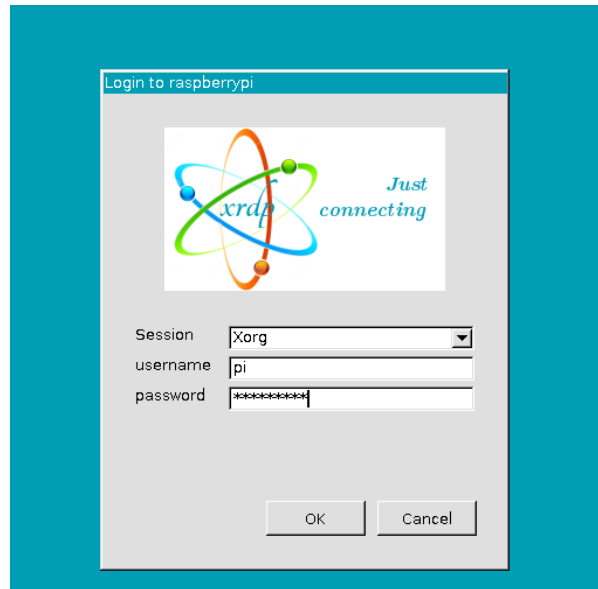 Login to raspberrypi
xrdp
Just
connecting
Session
Xorg
username
pi
password
*********
OK
Cancel